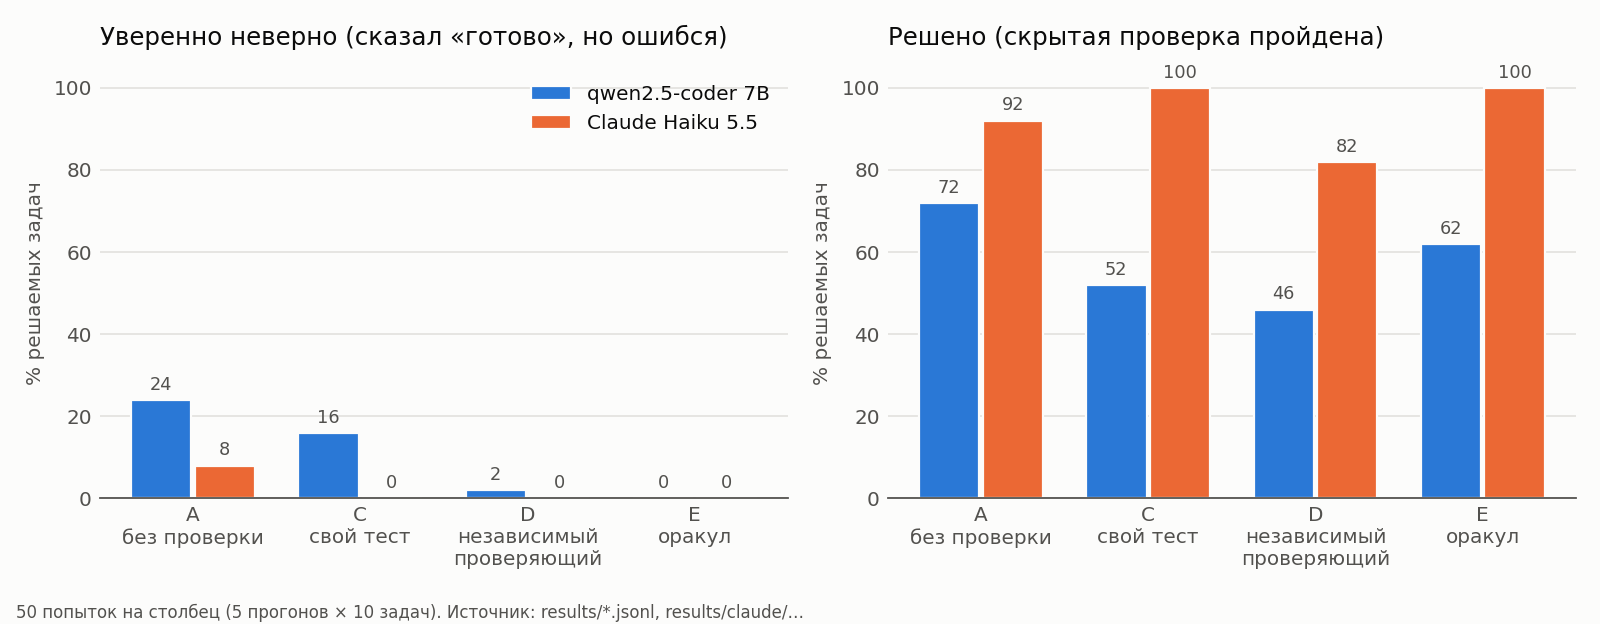 Уверенно неверно (сказал «готово», но ошибся)
% решаемых задач
100
80
60
40
20
0
qwen2.5-coder 7B
Claude Haiku 5.5
24
8
16
0
2
0
0
0
A
без проверки
C
свой тест
D
независимый
проверяющий
E
оракул
Решено (скрытая проверка пройдена)
% решаемых задач
100
80
60
40
20
0
72
92
52
100
46
82
62
100
A
без проверки
C
свой тест
D
независимый
проверяющий
E
оракул
50 попыток на столбец (5 прогонов × 10 задач). Источник: results/*.jsonl, results/claude/…